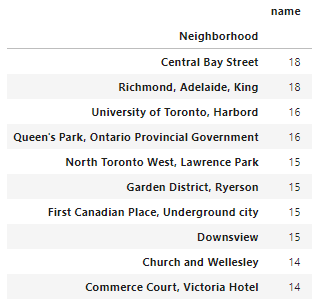 name
Neighborhood
Central Bay Street 18
Richmond, Adelaide, King 18
University of Toronto, Harbord 16
Queen's Park, Ontario Provincial Government 16
North Toronto West, Lawrence Park 15
Garden District, Ryerson 15
First Canadian Place, Underground city 15
Downsview 15
Church and Wellesley 14
Commerce Court, Victoria Hotel 14